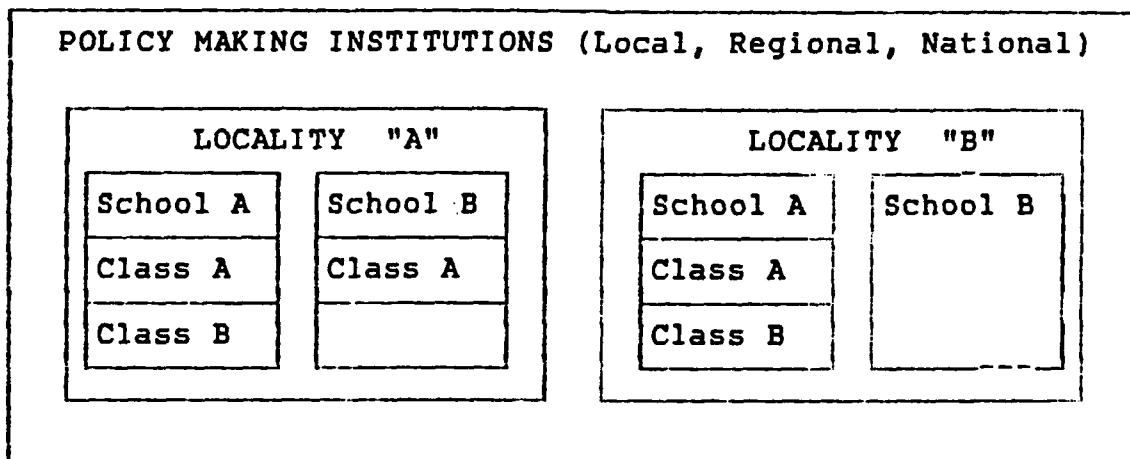 POLICY MAKING INSTITUTIONS (Local, Regional, National)
LOCALITY "A"
School A
Class A
Class B
School B
Class A
LOCALITY "B"
School A
Class A
Class B
School B